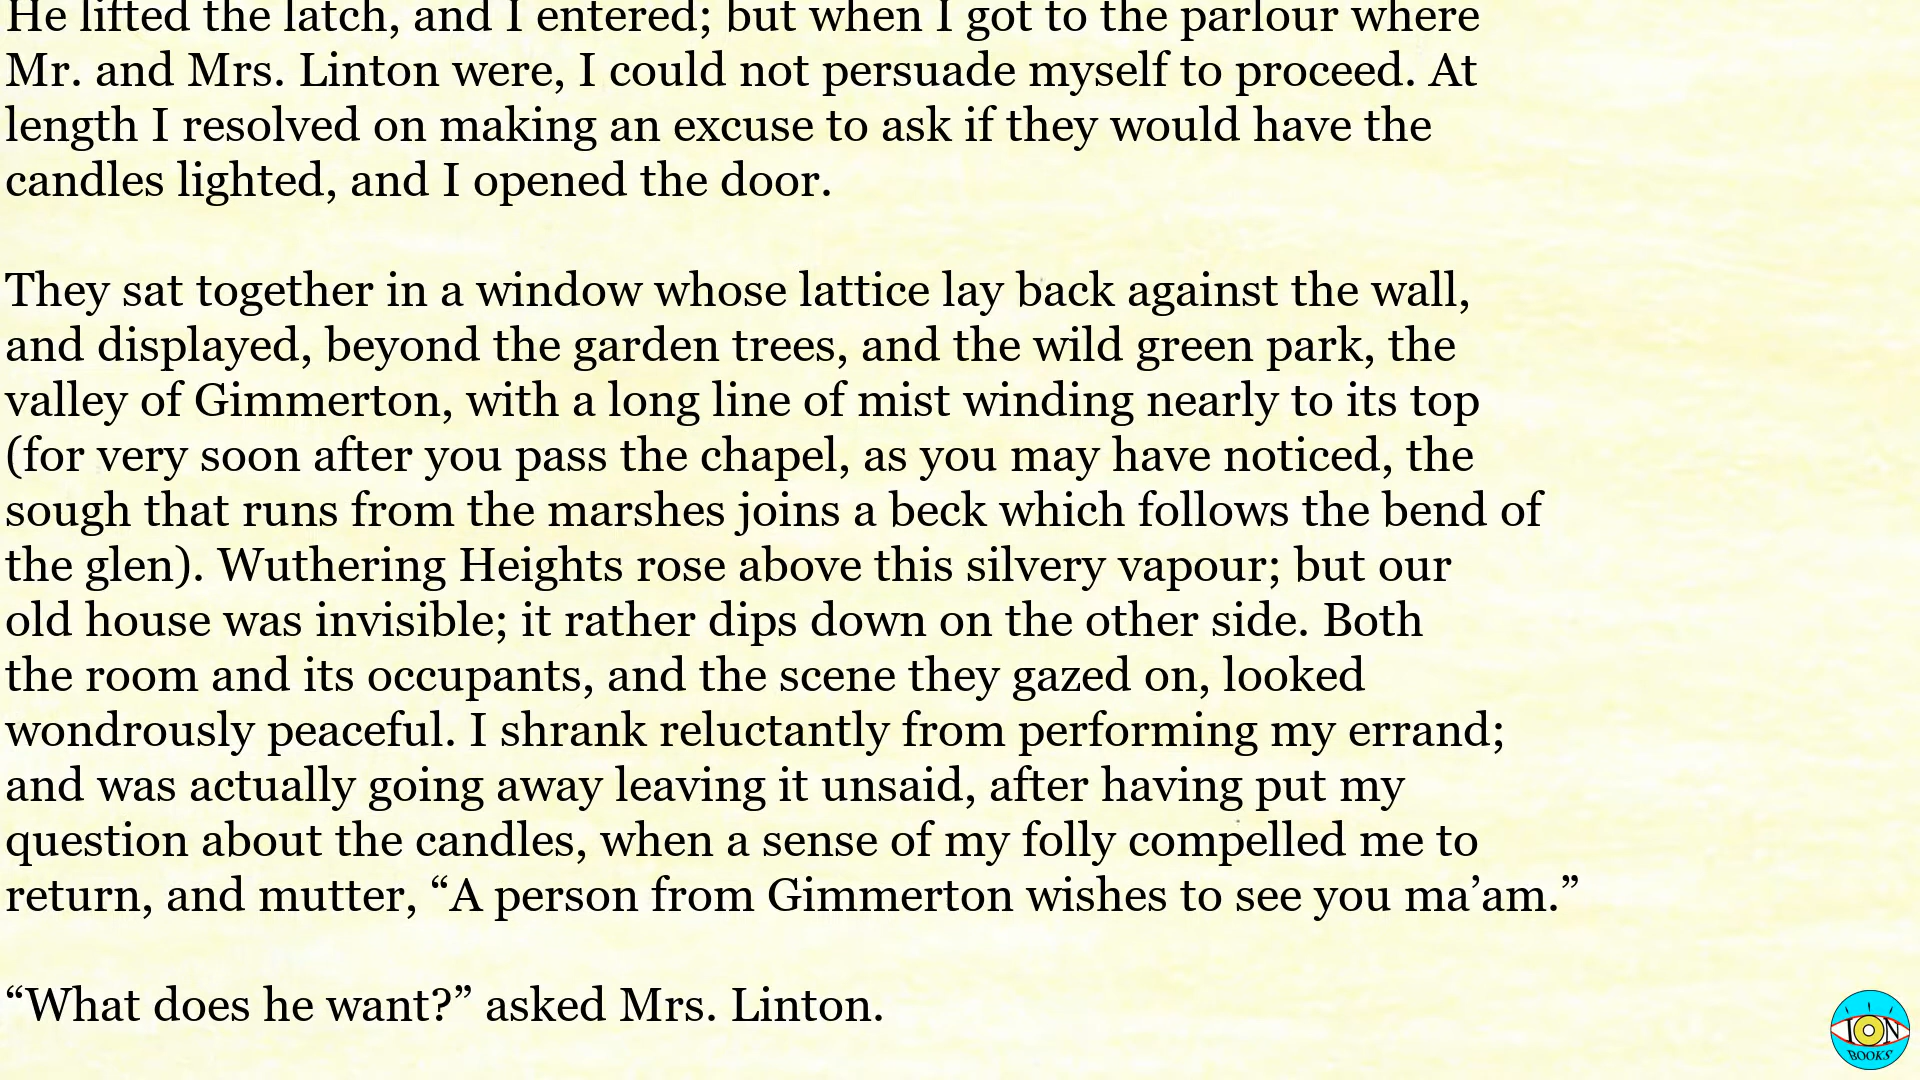 He lifted the latch, and I entered; but when I got to the parlour where
Mr. and Mrs. Linton were, I could not persuade myself to proceed. At
length I resolved on making an excuse to ask if they would have the
candles lighted, and I opened the door.
They sat together in a window whose lattice lay back against the wall,
and displayed, beyond the garden trees, and the wild green park, the
valley of Gimmerton, with a long line of mist winding nearly to its top
(for very soon after you pass the chapel, as you may have noticed, the
sough that runs from the marshes joins a beck which follows the bend of
the glen). Wuthering Heights rose above this silvery vapour; but our
old house was invisible; it rather dips down on the other side. Both
the room and its occupants, and the scene they gazed on, looked
wondrously peaceful. I shrank reluctantly from performing my errand;
and was actually going away leaving it unsaid, after having put my
question about the candles, when a sense of my folly compelled me to
return, and mutter, “A person from Gimmerton wishes to see you ma’am.”
“What does he want?” asked Mrs. Linton.
ION
BOOKS